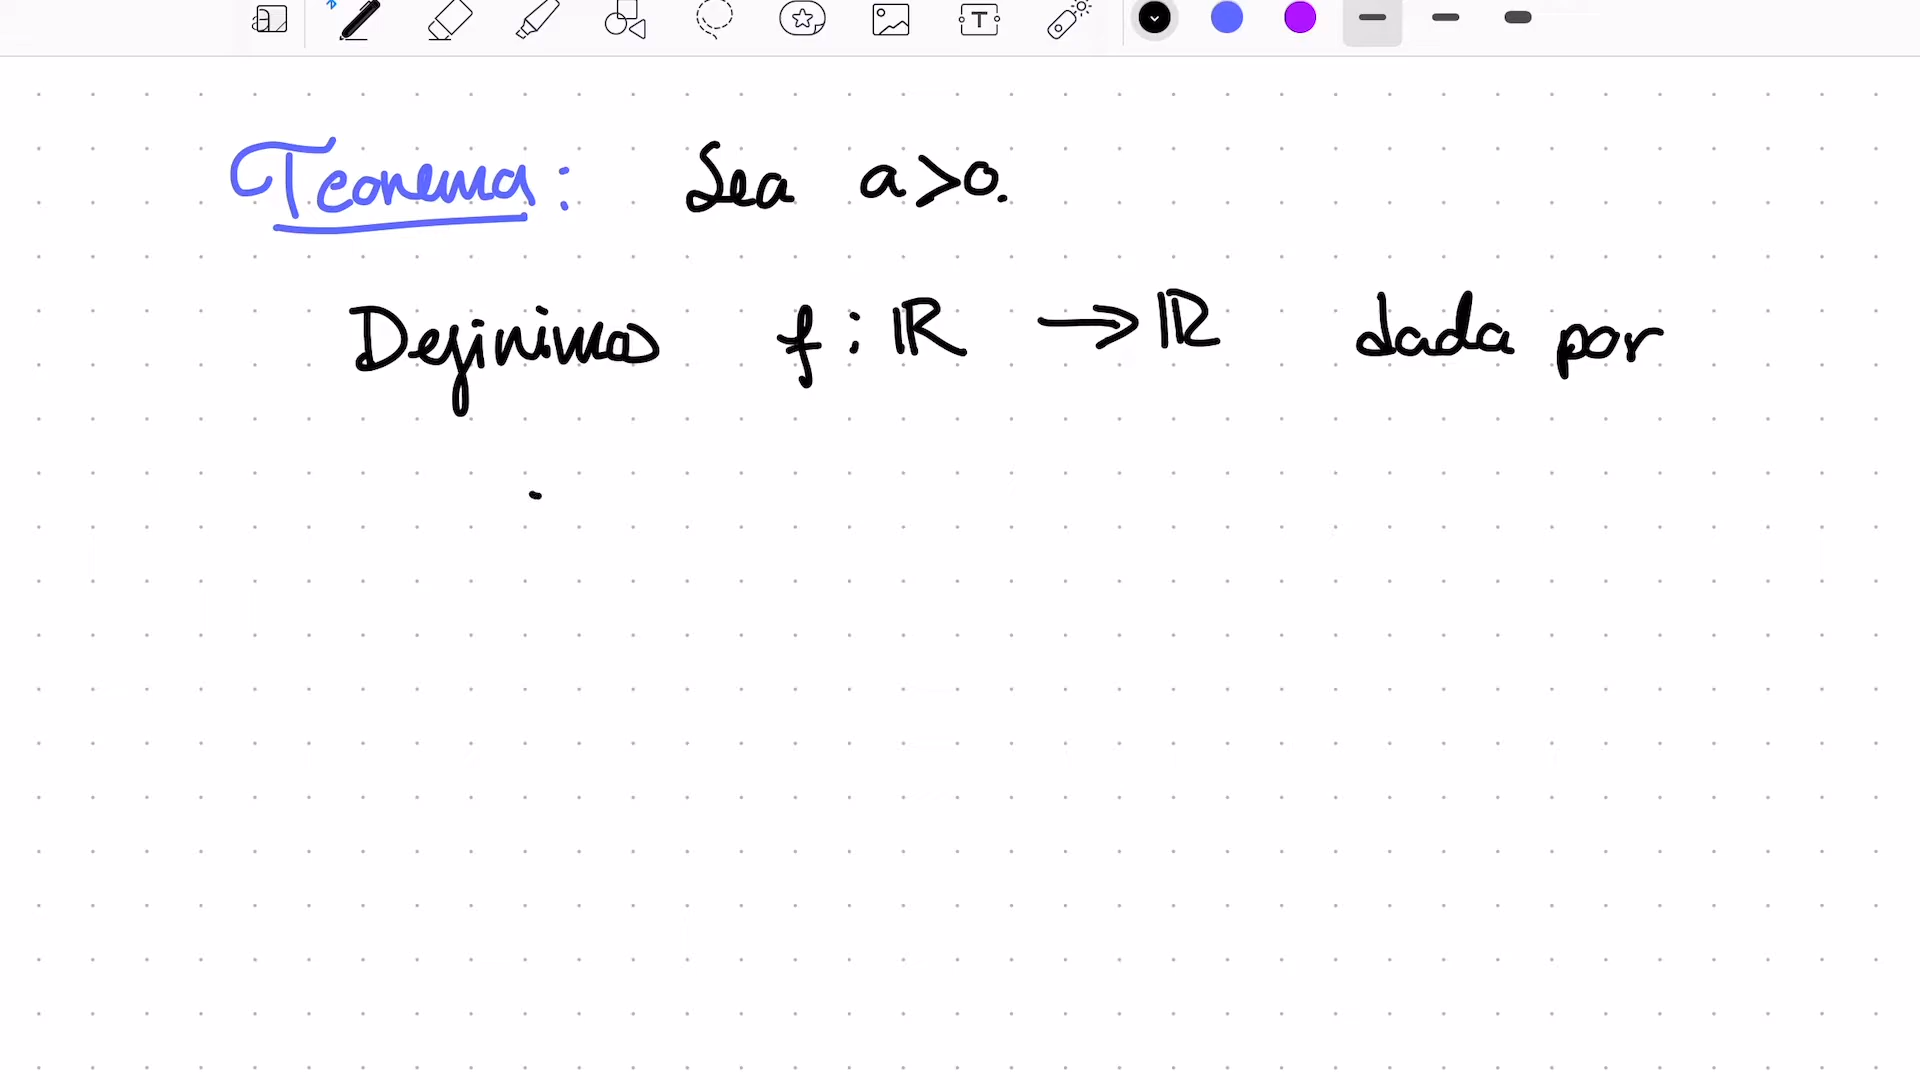 Teorema: Sea a>0.
Definimos f: ℝ → ℝ dada por